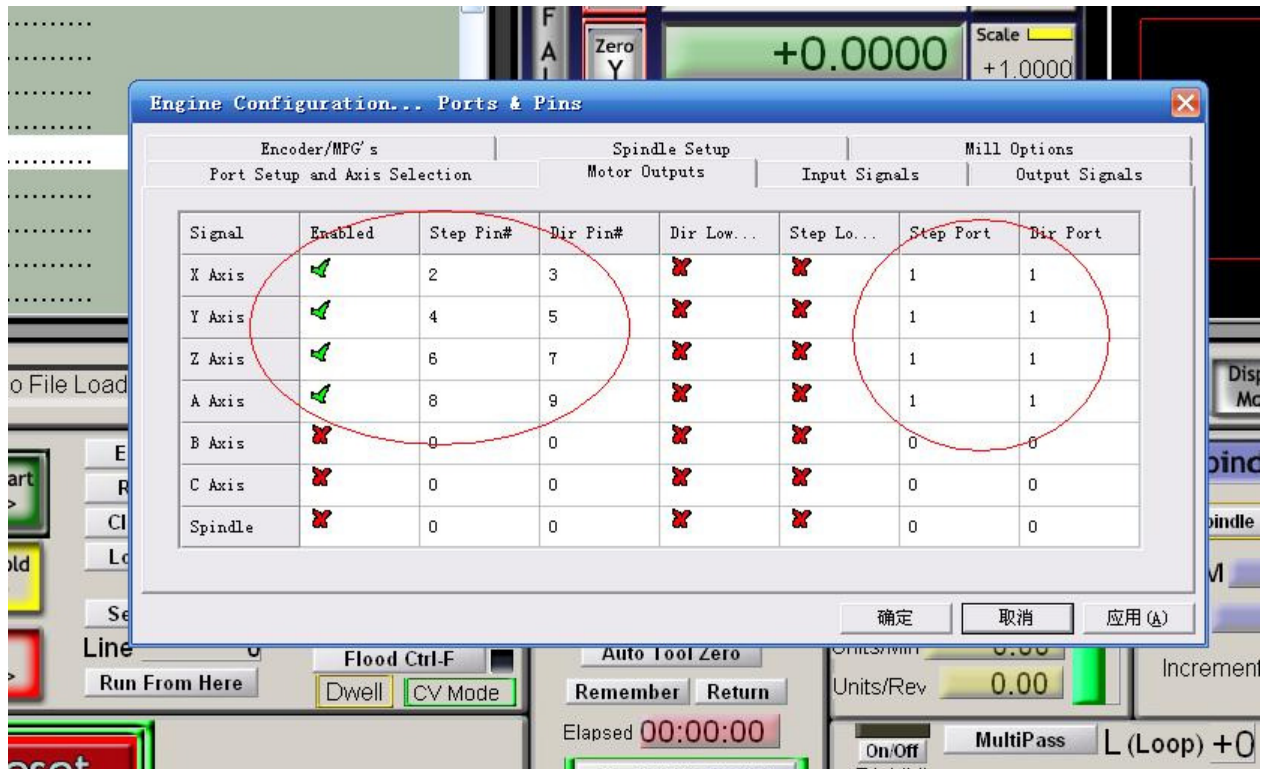 F
A
Zero
Y
+0.0000
Scale
+1.0000
Engine Configuration... Ports & Pins
Encoder/MPG's
Spindle Setup
Mill Options
Port Setup and Axis Selection
Motor Outputs
Input Signals
Output Signals
Signal Enabled Step Pin# Dir Pin# Dir Low... Step Lo... Step Port Dir Port
X Axis 2 3 1 1
Y Axis 4 5 1 1
Z Axis 6 7 1 1
A Axis 8 9 1 1
B Axis 0 0 0 0
C Axis 0 0 0 0
Spindle 0 0 0 0
确定
取消
应用(A)
o File Load
Line
Run From Here
Flood Ctrl-F
Dwell
CV Mode
Auto Tool Zero
Remember
Return
Elapsed 00:00:00
Units/Min 0.00
Units/Rev 0.00
On/Off
MultiPass
L (Loop) +0
Increment